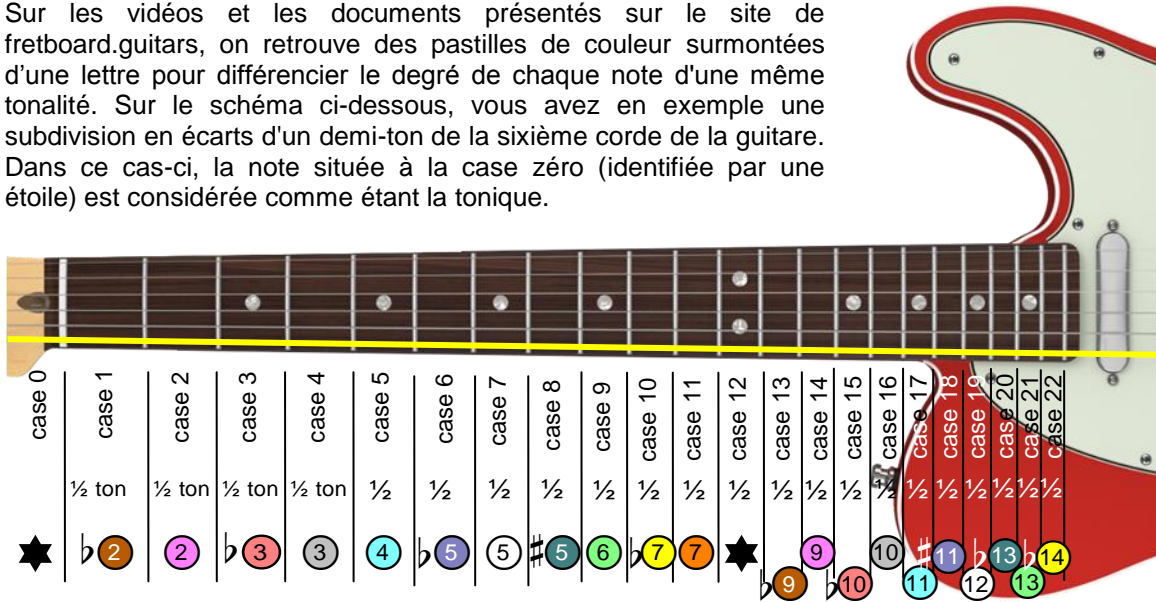 Sur les vidéos et les documents présentés sur le site de
fretboard.guitars, on retrouve des pastilles de couleur surmontées
d’une lettre pour différencier le degré de chaque note d'une même
tonalité. Sur le schéma ci-dessous, vous avez en exemple une
subdivision en écarts d'un demi-ton de la sixième corde de la guitare.
Dans ce cas-ci, la note située à la case zéro (identifiée par une
étoile) est considérée comme étant la tonique.
case 0 case 1 case 2 case 3 case 4 case 5 case 6 case 7 case 8 case 9 case 10 case 11 case 12 case 13 case 14 case 15 case 16 case 17 case 18 case 19 case 20 case 21 case 22
½ ton ½ ton ½ ton ½ ton ½ ½ ½ ½ ½ ½ ½ ½ ½ ½ ½ ½ ½ ½ ½ ½ ½ ½
★ ♭2 2 ♭3 3 4 ♭5 5 ♯5 6 ♭7 7 ★ 9 10 ♯11 ♭13 ♭14
♭9 ♭10 11 12 13